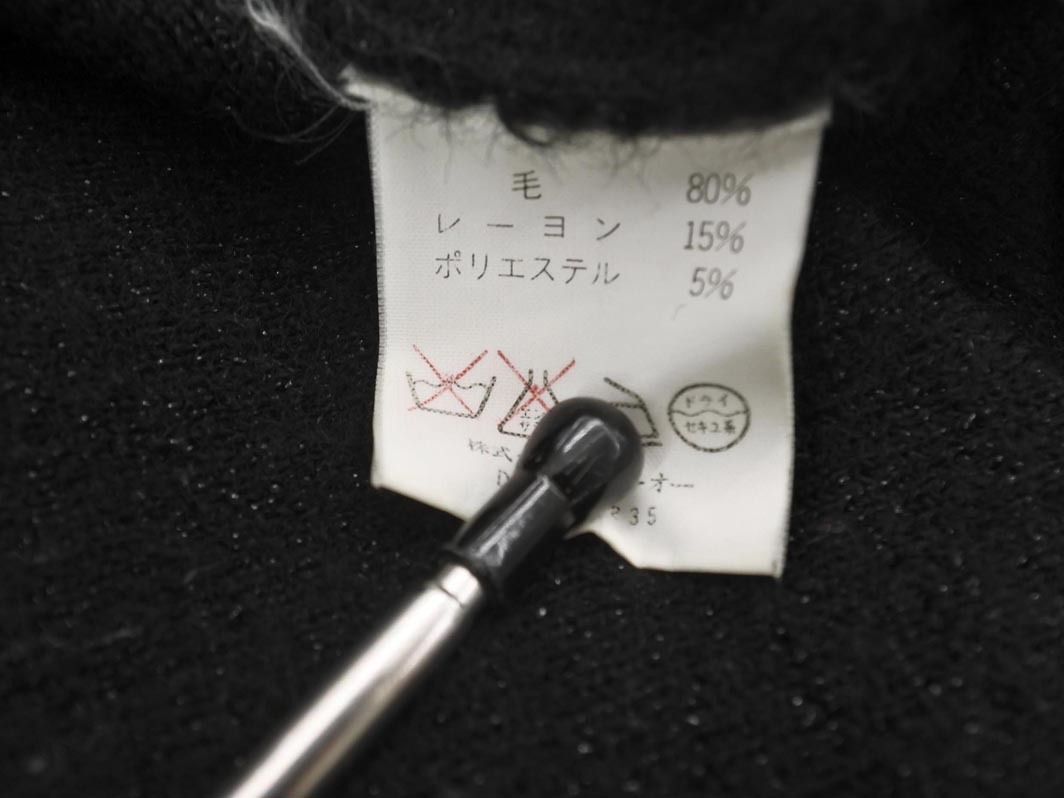 毛 80%
レーヨン 15%
ポリエステル 5%
ドライ
セキユ系
株式
オー
35